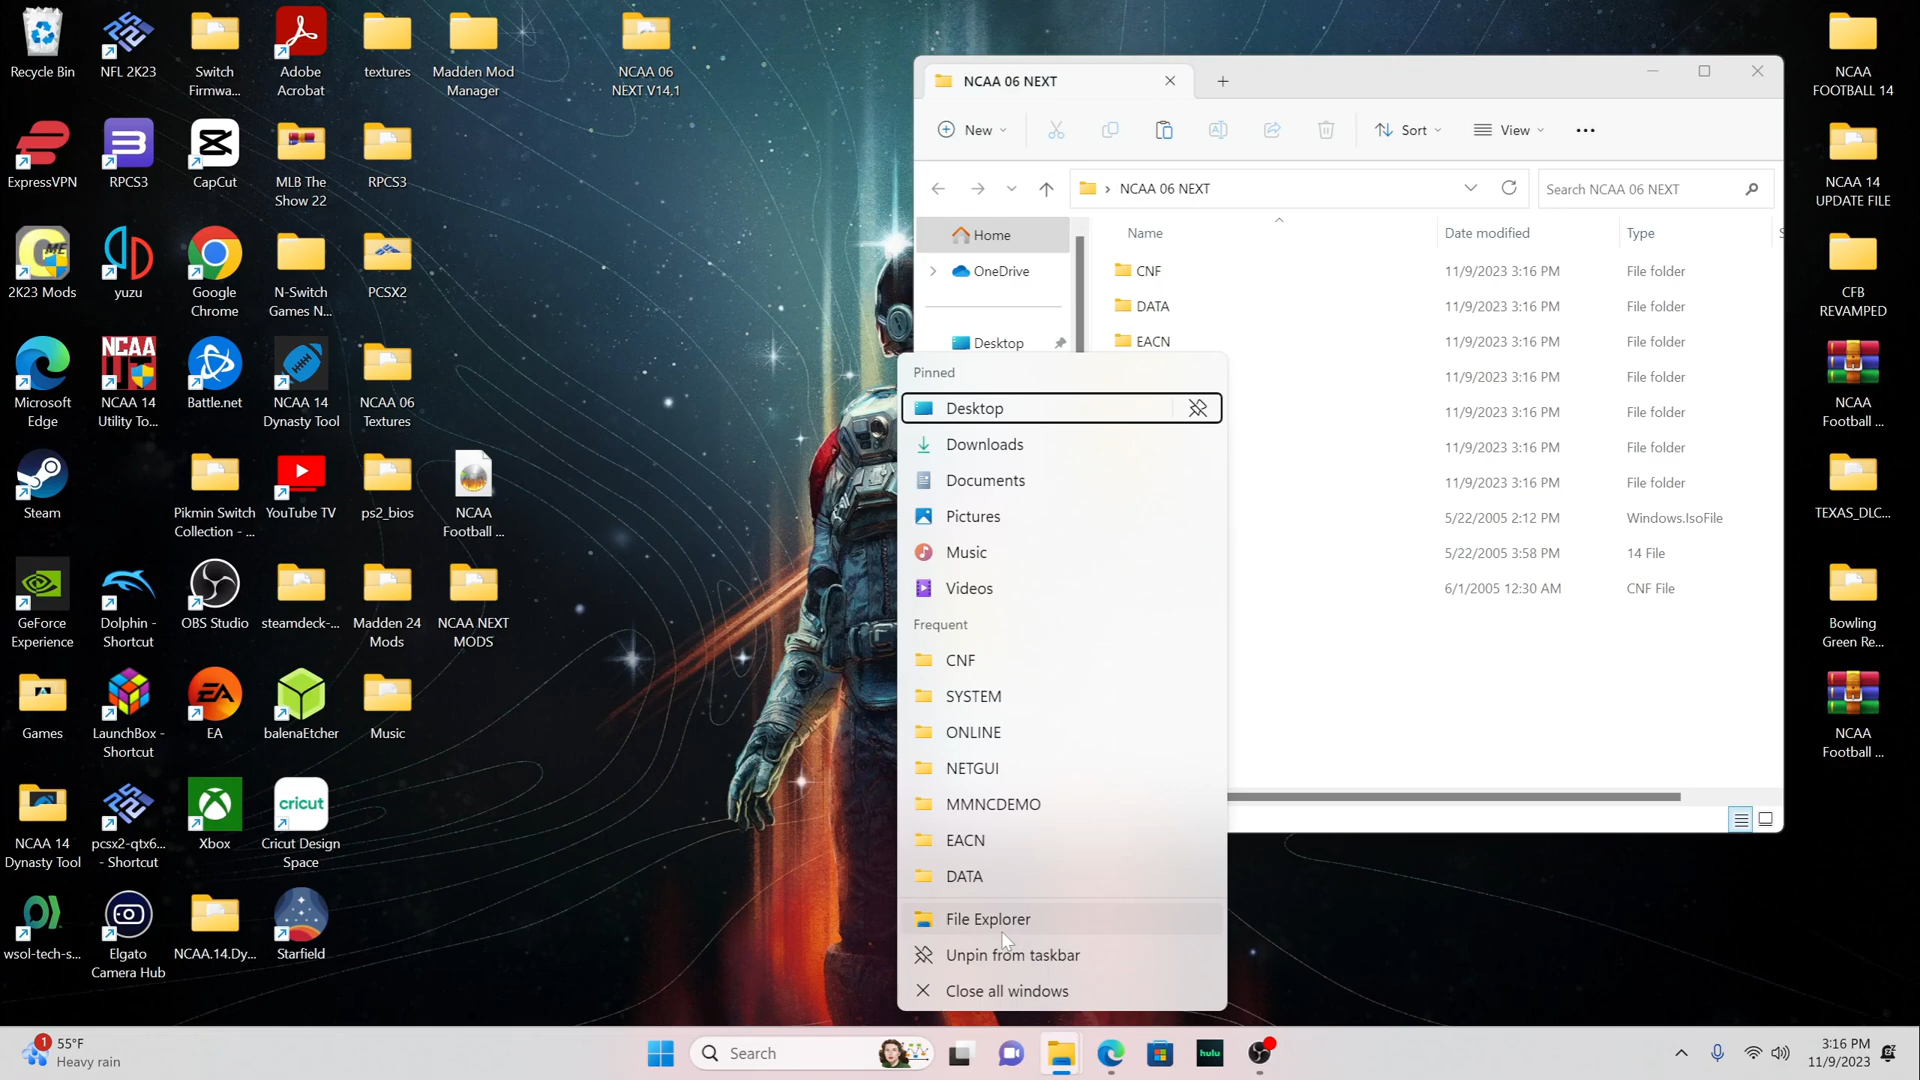 Recycle Bin
NFL 2K23
Switch
Firmwa...
Adobe
Acrobat
textures
Madden Mod
Manager
NCAA 06
NEXT V14,1
ExpressVPN
RPCS3
CapCut
MLB The
Show 22
RPCS3
ME
2K23 Mods
yuzu
Google
Chrome
N-Switch
Games N...
PCSX2
Microsoft
Edge
NCAA
NCAA 14
Utility To...
Battle.net
NCAA 14
Dynasty Tool
NCAA 06
Textures
Steam
Pikmin Switch
Collection - ...
YouTube TV
ps2_bios
NCAA
Football ...
GeForce
Experience
Dolphin -
Shortcut
OBS Studio
steamdeck-...
Madden 24
Mods
NCAA NEXT
MODS
Games
LaunchBox -
Shortcut
EA
EA
balenaEtcher
Music
NCAA 14
Dynasty Tool
pcsx2-qtx6...
- Shortcut
Xbox
cricut
Cricut Design
Space
wsol-tech-s...
Elgato
Camera Hub
NCAA.14.Dy...
Starfield
NCAA 06 NEXT
New
Sort
View
NCAA 06 NEXT
Search NCAA 06 NEXT
Home
OneDrive
Desktop
Name
Date modified
Type
CNF
11/9/2023 3:16 PM
File folder
DATA
11/9/2023 3:16 PM
File folder
EACN
11/9/2023 3:16 PM
File folder
11/9/2023 3:16 PM
File folder
11/9/2023 3:16 PM
File folder
11/9/2023 3:16 PM
File folder
11/9/2023 3:16 PM
File folder
5/22/2005 2:12 PM
Windows.IsoFile
5/22/2005 3:58 PM
14 File
6/1/2005 12:30 AM
CNF File
Pinned
Desktop
Downloads
Documents
Pictures
Music
Videos
Frequent
CNF
SYSTEM
ONLINE
NETGUI
MMNCDEMO
EACN
DATA
File Explorer
Unpin from taskbar
Close all windows
NCAA
FOOTBALL 14
NCAA 14
UPDATE FILE
CFB
REVAMPED
NCAA
Football ...
TEXAS_DLC...
Bowling
Green Re...
NCAA
Football ...
1
55°F
Heavy rain
Search
hulu
3:16 PM
11/9/2023